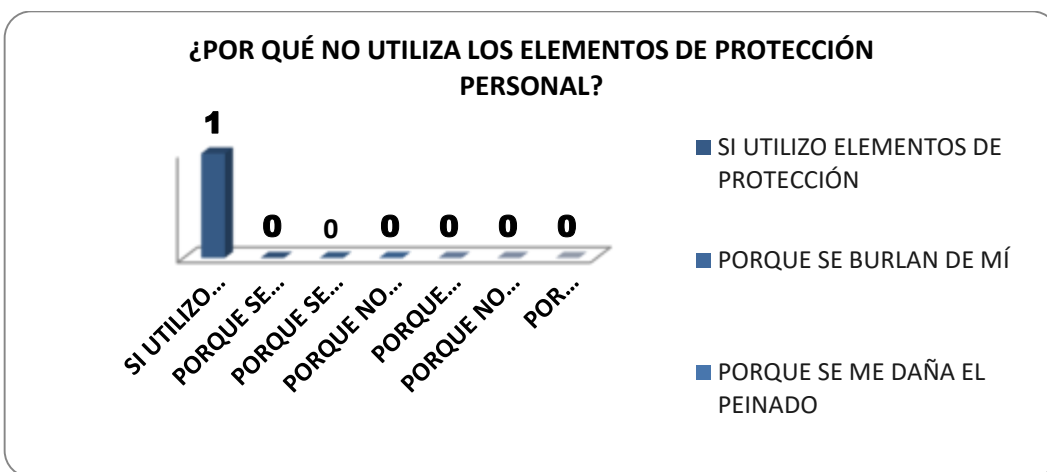 ¿POR QUÉ NO UTILIZA LOS ELEMENTOS DE PROTECCIÓN
PERSONAL?
1
0
0
0
0
0
0
SI UTILIZO...
PORQUE SE...
PORQUE SE...
PORQUE NO...
PORQUE...
PORQUE NO...
POR...
SI UTILIZO ELEMENTOS DE
PROTECCIÓN
PORQUE SE BURLAN DE MÍ
PORQUE SE ME DAÑA EL
PEINADO